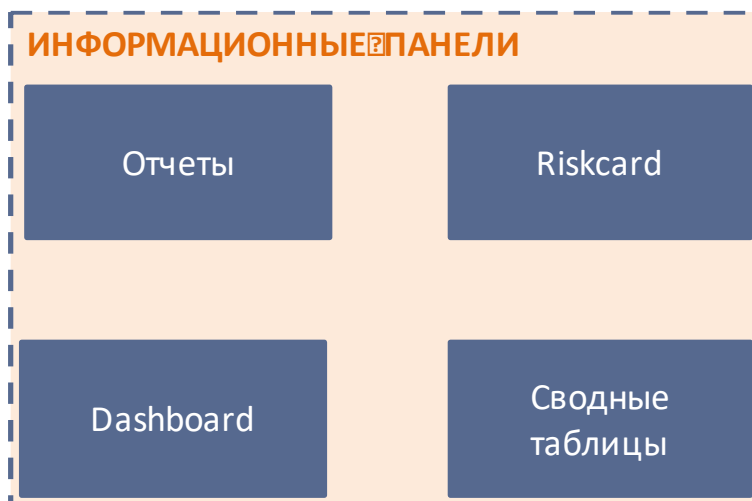 ИНФОРМАЦИОННЫЕ⍰ПАНЕЛИ
Отчеты
Riskcard
Dashboard
Сводные
таблицы